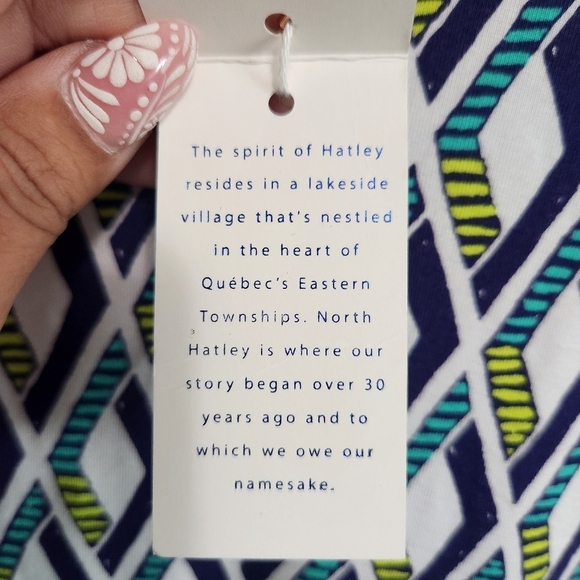 The spirit of Hatley
resides in a lakeside
village that's nestled
in the heart of
Québec's Eastern
Townships. North
Hatley is where our
story began over 30
years ago and to
which we owe our
namesake.